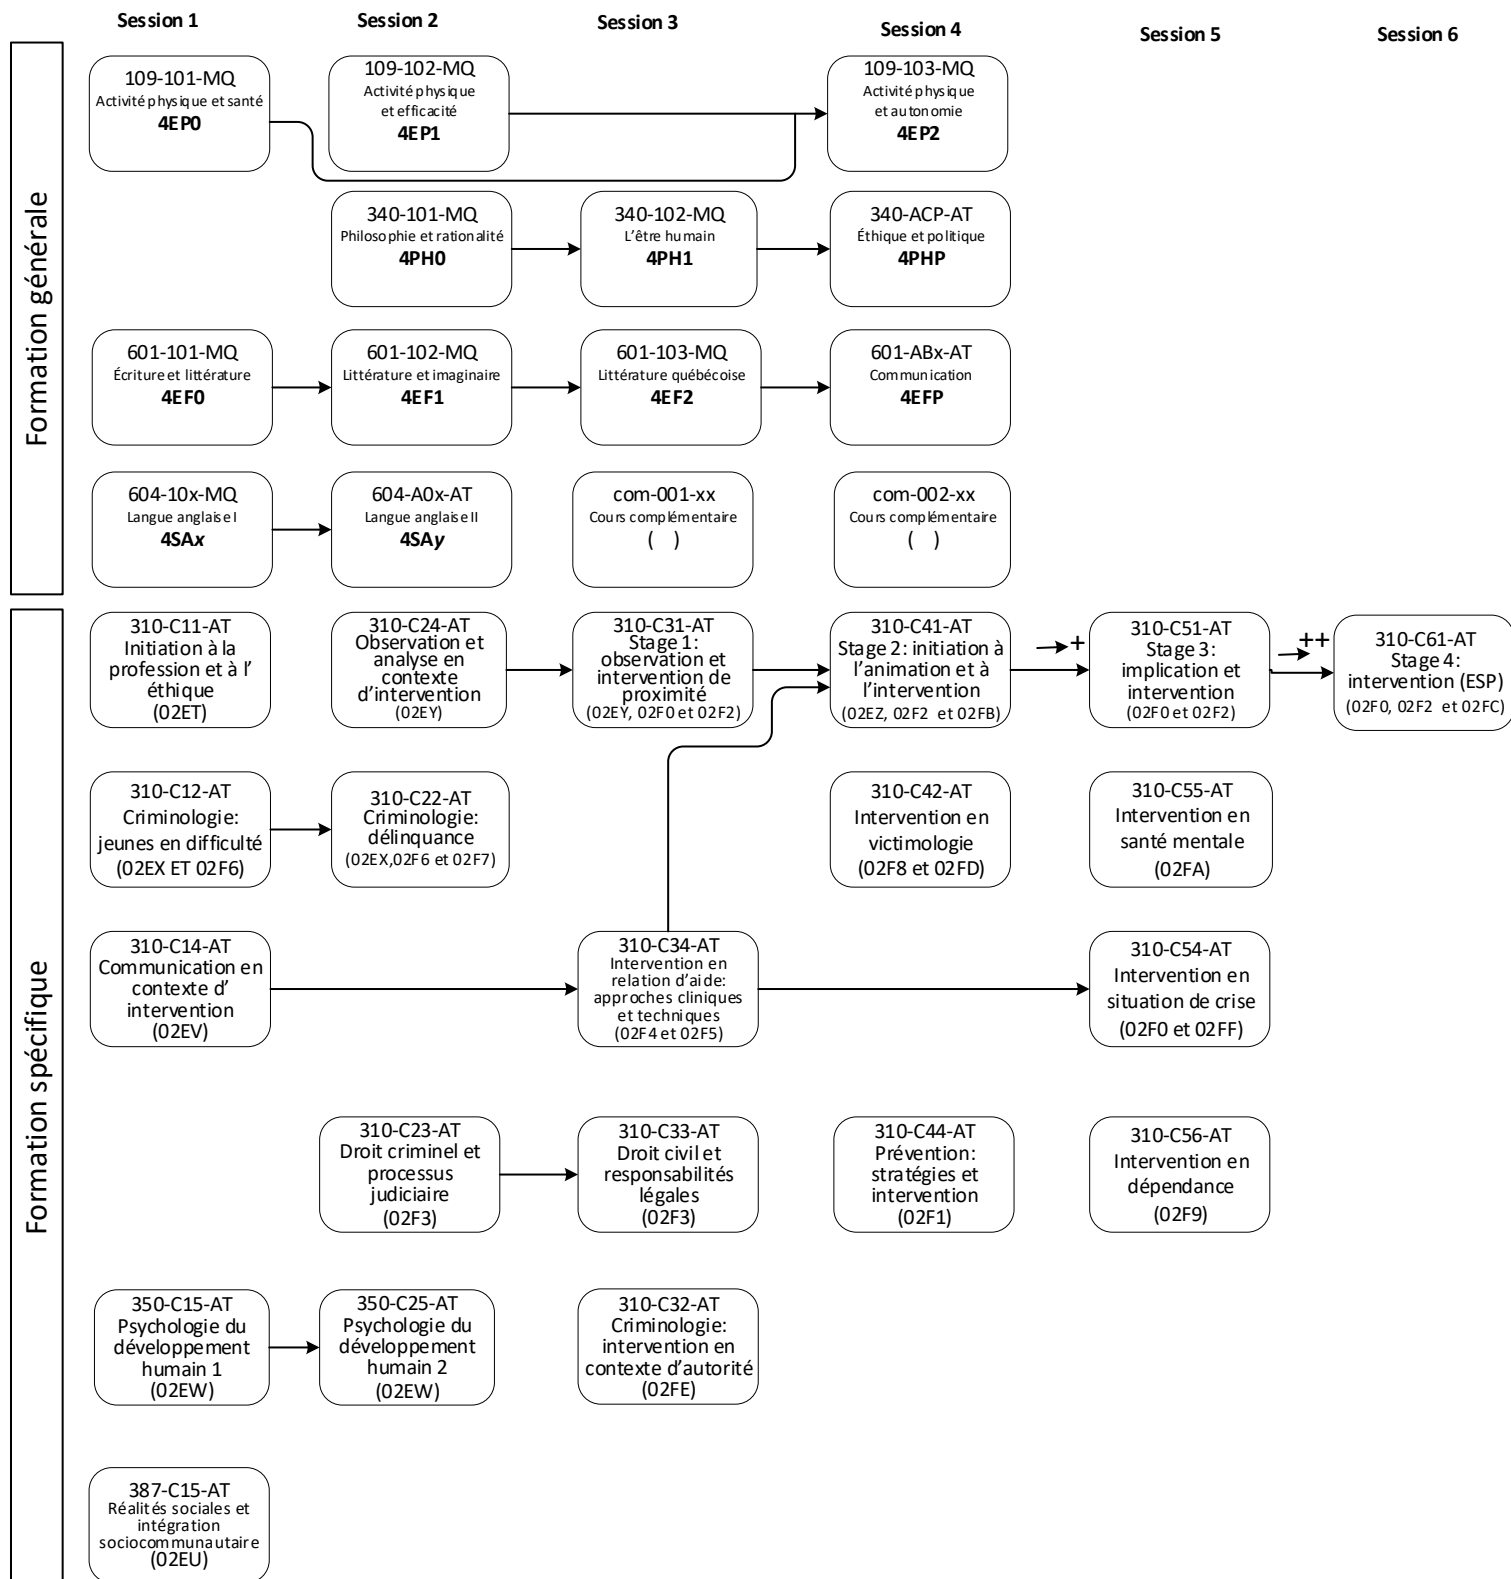 Session 1
Session 2
Session 3
Session 4
Session 5
Session 6
Formation générale
109-101-MQ
Activité physique et santé
4EP0
109-102-MQ
Activité physique
et efficacité
4EP1
109-103-MQ
Activité physique
et autonomie
4EP2
340-101-MQ
Philosophie et rationalité
4PH0
340-102-MQ
L'être humain
4PH1
340-ACP-AT
Éthique et politique
4PHP
601-101-MQ
Écriture et littérature
4EF0
601-102-MQ
Littérature et imaginaire
4EF1
601-103-MQ
Littérature québécoise
4EF2
601-ABx-AT
Communication
4EFP
604-10x-MQ
Langue anglaise I
4SAx
604-A0x-AT
Langue anglaise II
4SAy
com-001-xx
Cours complémentaire
( )
com-002-xx
Cours complémentaire
( )
Formation spécifique
310-C11-AT
Initiation à la
profession et à l'
éthique
(02ET)
310-C24-AT
Observation et
analyse en
contexte
d'intervention
(02EY)
310-C31-AT
Stage 1:
observation et
intervention de
proximité
(02EY, 02F0 et 02F2)
310-C41-AT
Stage 2: initiation à
l'animation et à
l'intervention
(02EZ, 02F2 et 02FB)
+
310-C51-AT
Stage 3:
implication et
intervention
(02F0 et 02F2)
++
310-C61-AT
Stage 4:
intervention (ESP)
(02F0, 02F2 et 02FC)
310-C12-AT
Criminologie:
jeunes en difficulté
(02EX ET 02F6)
310-C22-AT
Criminologie:
délinquance
(02EX,02F6 et 02F7)
310-C42-AT
Intervention en
victimologie
(02F8 et 02FD)
310-C55-AT
Intervention en
santé mentale
(02FA)
310-C14-AT
Communication en
contexte d'
intervention
(02EV)
310-C34-AT
Intervention en
relation d'aide:
approches cliniques
et techniques
(02F4 et 02F5)
310-C54-AT
Intervention en
situation de crise
(02F0 et 02FF)
310-C23-AT
Droit criminel et
processus
judiciaire
(02F3)
310-C33-AT
Droit civil et
responsabilités
légales
(02F3)
310-C44-AT
Prévention:
stratégies et
intervention
(02F1)
310-C56-AT
Intervention en
dépendance
(02F9)
350-C15-AT
Psychologie du
développement
humain 1
(02EW)
350-C25-AT
Psychologie du
développement
humain 2
(02EW)
310-C32-AT
Criminologie:
intervention en
contexte d'autorité
(02FE)
387-C15-AT
Réalités sociales et
intégration
sociocommunautaire
(02EU)